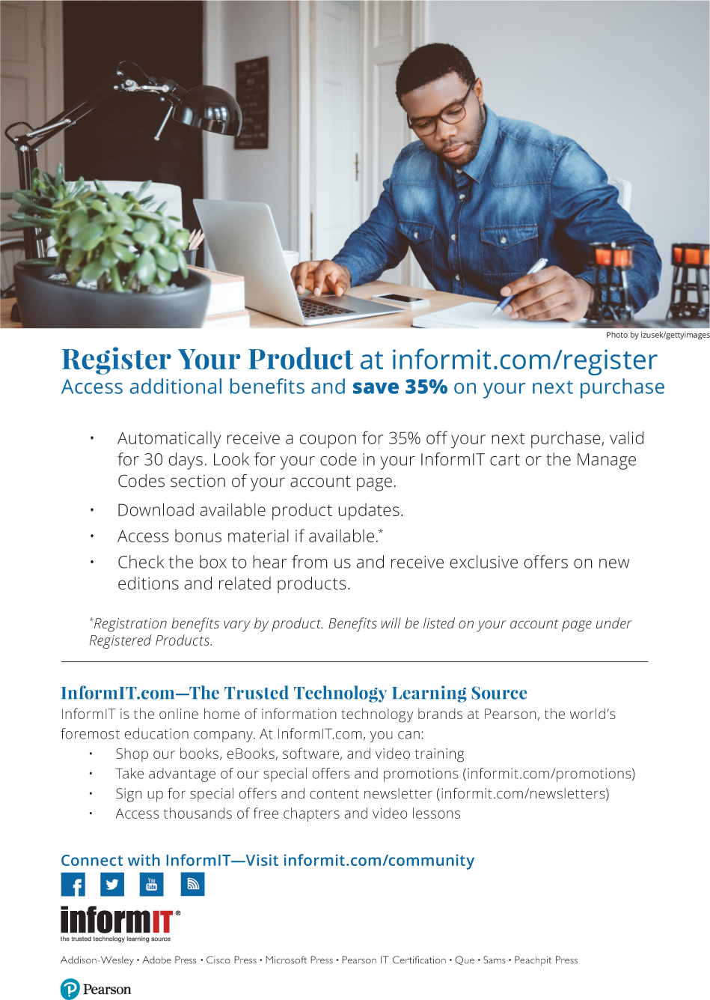 Photo by izusek/gettyimages
Register Your Product at informit.com/register
Access additional benefits and save 35% on your next purchase
• Automatically receive a coupon for 35% off your next purchase, valid
for 30 days. Look for your code in your InformIT cart or the Manage
Codes section of your account page.
• Download available product updates.
• Access bonus material if available.*
• Check the box to hear from us and receive exclusive offers on new
editions and related products.
*Registration benefits vary by product. Benefits will be listed on your account page under
Registered Products.
InformIT.com—The Trusted Technology Learning Source
InformIT is the online home of information technology brands at Pearson, the world’s
foremost education company. At InformIT.com, you can:
• Shop our books, eBooks, software, and video training
• Take advantage of our special offers and promotions (informit.com/promotions)
• Sign up for special offers and content newsletter (informit.com/newsletters)
• Access thousands of free chapters and video lessons
Connect with InformIT—Visit informit.com/community
You
Tube
informIT®
the trusted technology learning source
Addison-Wesley • Adobe Press • Cisco Press • Microsoft Press • Pearson IT Certification • Que • Sams • Peachpit Press
P Pearson